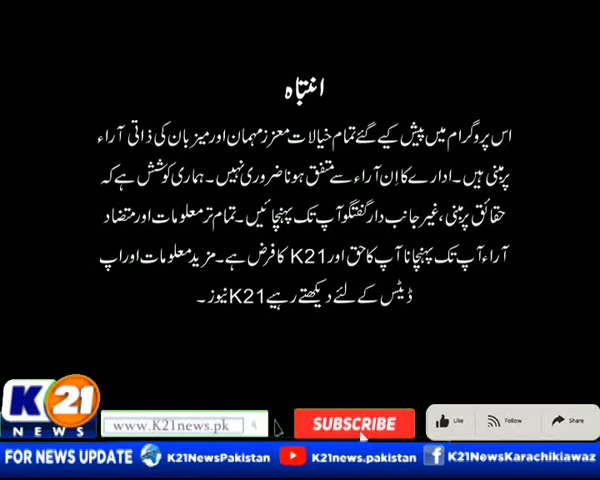 انتباہ
اس پروگرام میں پیش کیے گئے تمام خیالات معزز مہمان اور میزبان کی ذاتی آراء
پر مبنی ہیں۔ ادارے کا اِن آراء سے متفق ہونا ضروری نہیں۔ ہماری کوشش ہے کہ
حقائق پر مبنی، غیر جانب دار گفتگو آپ تک پہنچائیں۔ تمام تر معلومات اور متضاد
آراء آپ تک پہنچانا آپ کا حق اور K21 کا فرض ہے۔ مزید معلومات اور اپ
ڈیٹس کے لئے دیکھتے رہیے K21 نیوز۔
K21
NEWS
www.K21news.pk
SUBSCRIBE
Like
Follow
Share
FOR NEWS UPDATE K21NewsPakistan K21news.pakistan K21NewsKarachikiawaz